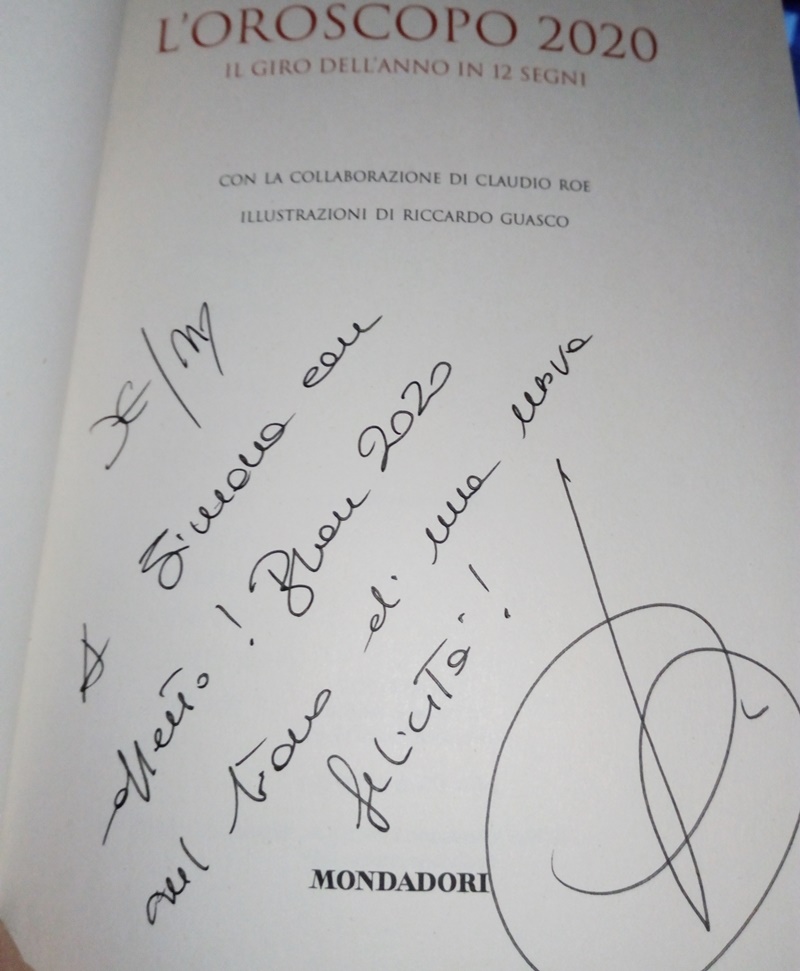 L'OROSCOPO 2020
IL GIRO DELL'ANNO IN 12 SEGNI
CON LA COLLABORAZIONE DI CLAUDIO ROE
ILLUSTRAZIONI DI RICCARDO GUASCO
A Simona con
affetto! Buon 2020
nel di una nuova
felicità!
MONDADORI